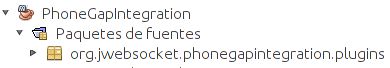 PhoneGapIntegration
Paquetes de fuentes
org.jwebsocket.phonegapintegration.plugins